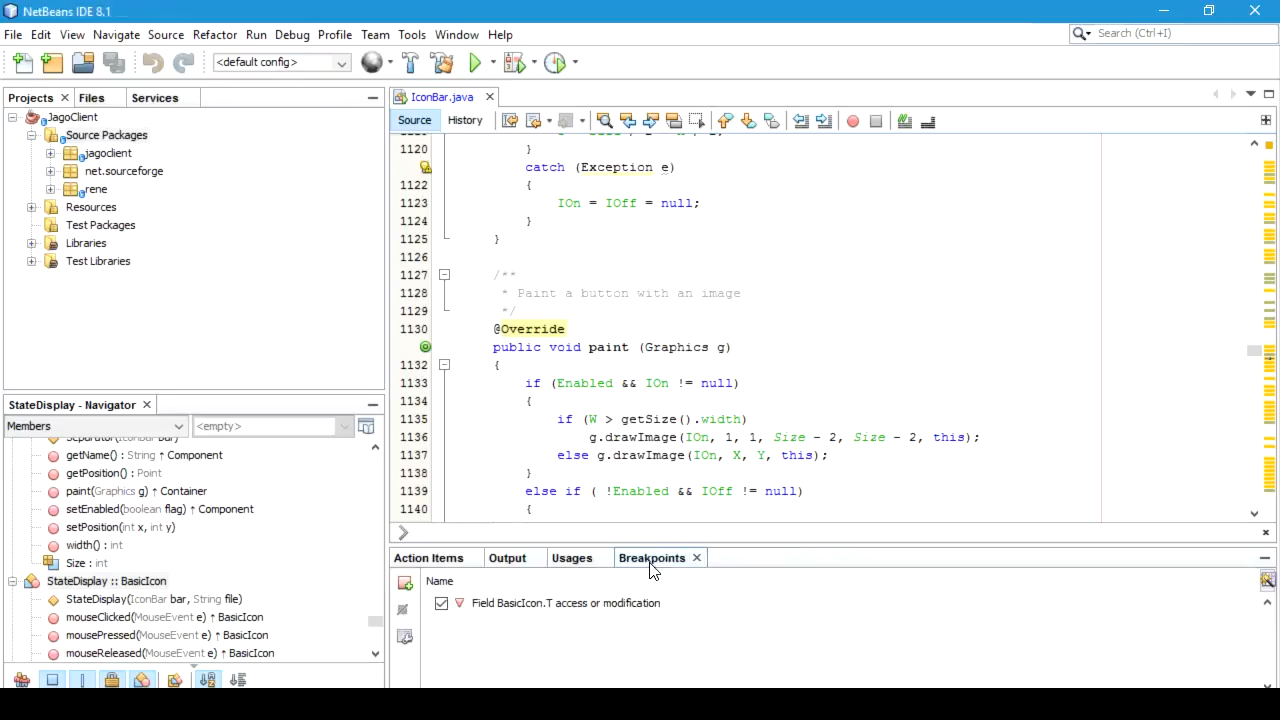 NetBeans IDE 8.1
File Edit View Navigate Source Refactor Run Debug Profile Team Tools Window Help
Search (Ctrl+I)
<default config>
Projects Files Services
JagoClient
Source Packages
jagoclient
net.sourceforge
rene
Resources
Test Packages
Libraries
Test Libraries
StateDisplay - Navigator
Members <empty>
Separator(IconBar bar)
getName() : String ↑ Component
getPosition() : Point
paint(Graphics g) ↑ Container
setEnabled(boolean flag) ↑ Component
setPosition(int x, int y)
width() : int
Size : int
StateDisplay :: BasicIcon
StateDisplay(IconBar bar, String file)
mouseClicked(MouseEvent e) ↑ BasicIcon
mousePressed(MouseEvent e) ↑ BasicIcon
mouseReleased(MouseEvent e) ↑ BasicIcon
IconBar.java
Source History
1120 }
catch (Exception e)
1122 {
1123 IOn = IOff = null;
1124 }
1125 }
1126
1127 /**
1128 * Paint a button with an image
1129 */
1130 @Override
public void paint (Graphics g)
1132 {
1133 if (Enabled && IOn != null)
1134 {
1135 if (W > getSize().width)
1136 g.drawImage(IOn, 1, 1, Size - 2, Size - 2, this);
1137 else g.drawImage(IOn, X, Y, this);
1138 }
1139 else if ( !Enabled && IOff != null)
1140 {
Action Items Output Usages Breakpoints
Name
Field BasicIcon.T access or modification